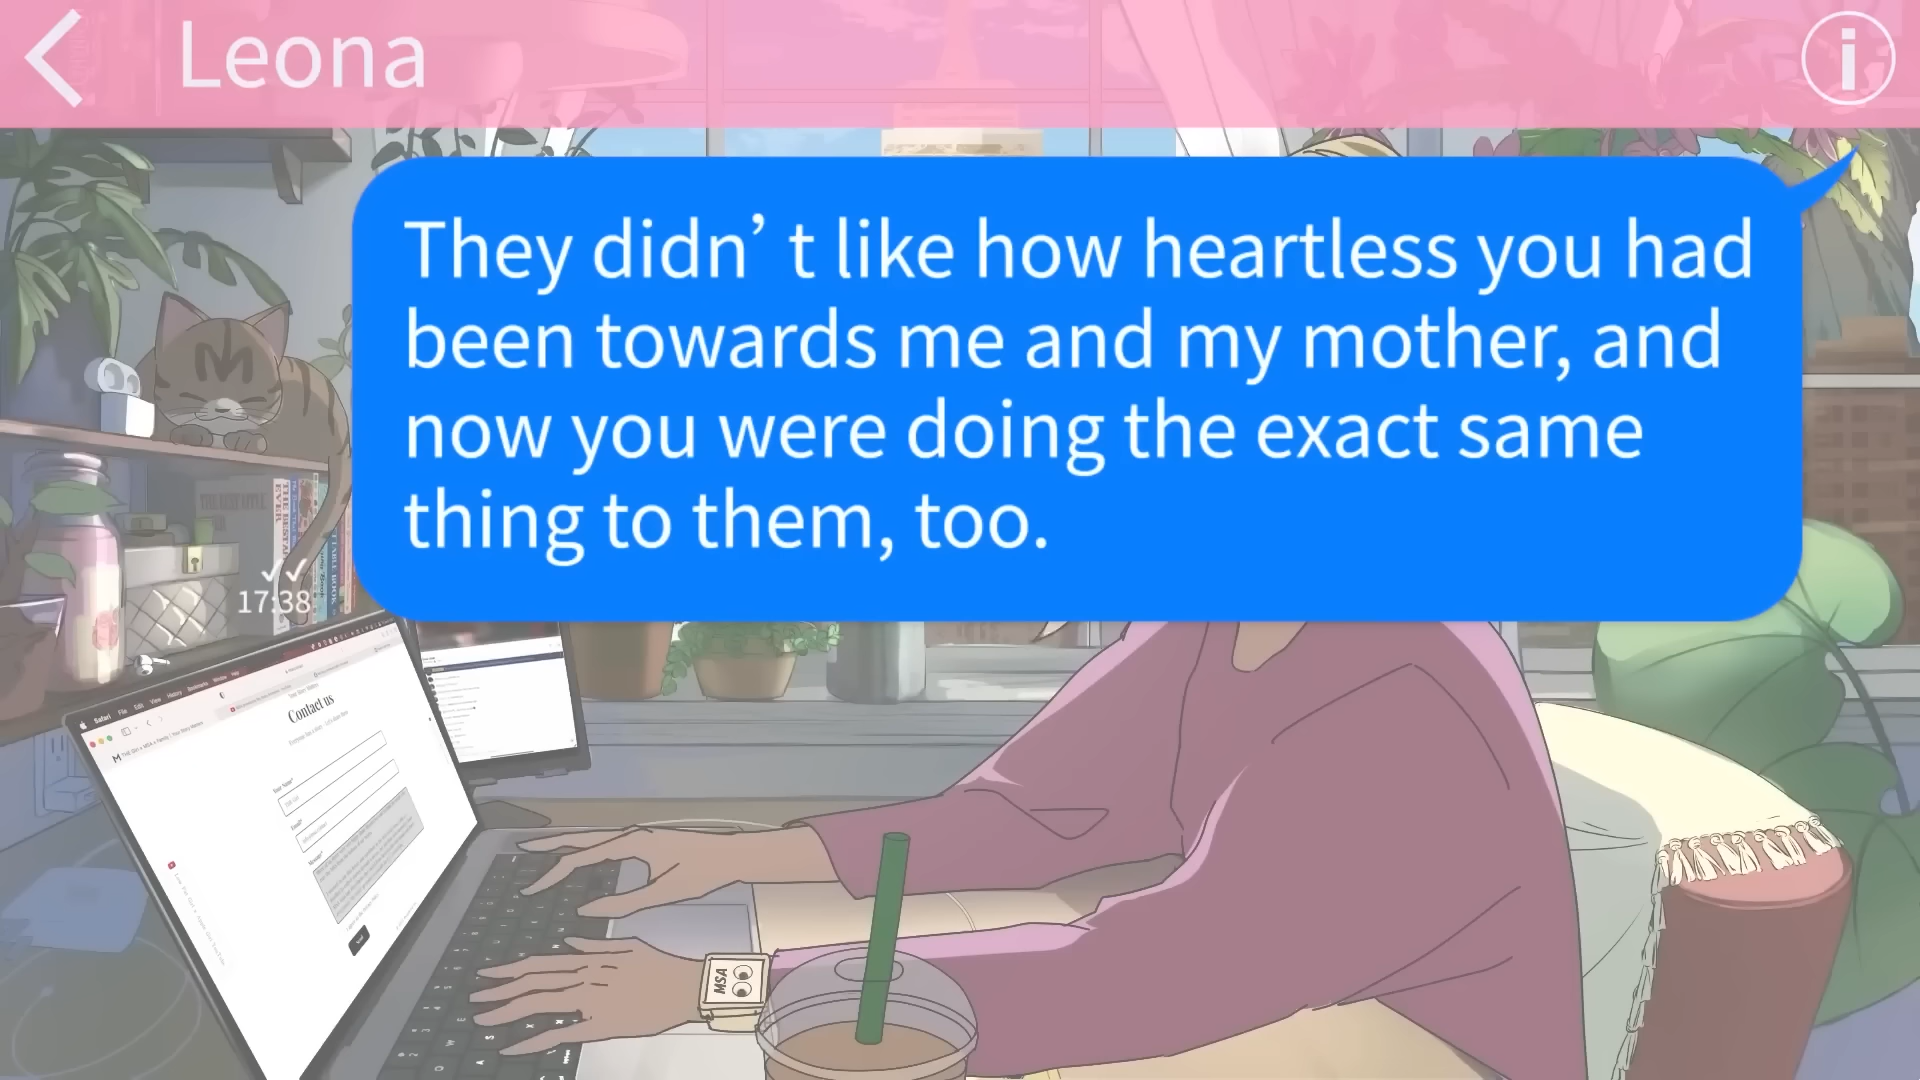 Leona
They didn’t like how heartless you had
been towards me and my mother, and
now you were doing the exact same
thing to them, too.
17:38
Contact us
MSA